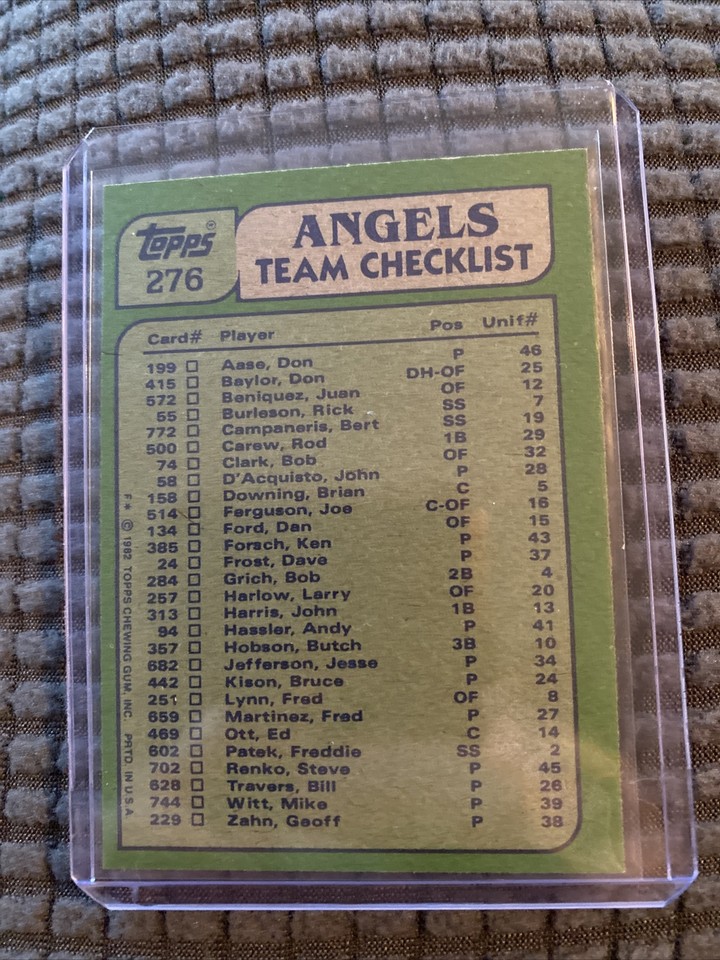 Topps®
276
ANGELS
TEAM CHECKLIST
Card# Player Pos Unif#
199 Aase, Don P 46
415 Baylor, Don DH-OF 25
572 Beniquez, Juan OF 12
55 Burleson, Rick SS 7
772 Campaneris, Bert SS 19
500 Carew, Rod 1B 29
74 Clark, Bob OF 32
58 D'Acquisto, John P 28
158 Downing, Brian C 5
514 Ferguson, Joe C-OF 16
134 Ford, Dan OF 15
385 Forsch, Ken P 43
24 Frost, Dave P 37
284 Grich, Bob 2B 4
257 Harlow, Larry OF 20
313 Harris, John 1B 13
94 Hassler, Andy P 41
357 Hobson, Butch 3B 10
682 Jefferson, Jesse P 34
442 Kison, Bruce P 24
251 Lynn, Fred OF 8
659 Martinez, Fred P 27
469 Ott, Ed C 14
602 Patek, Freddie SS 2
702 Renko, Steve P 45
628 Travers, Bill P 26
744 Witt, Mike P 39
229 Zahn, Geoff P 38
F* © 1982 TOPPS CHEWING GUM, INC. PRTD. IN U.S.A.